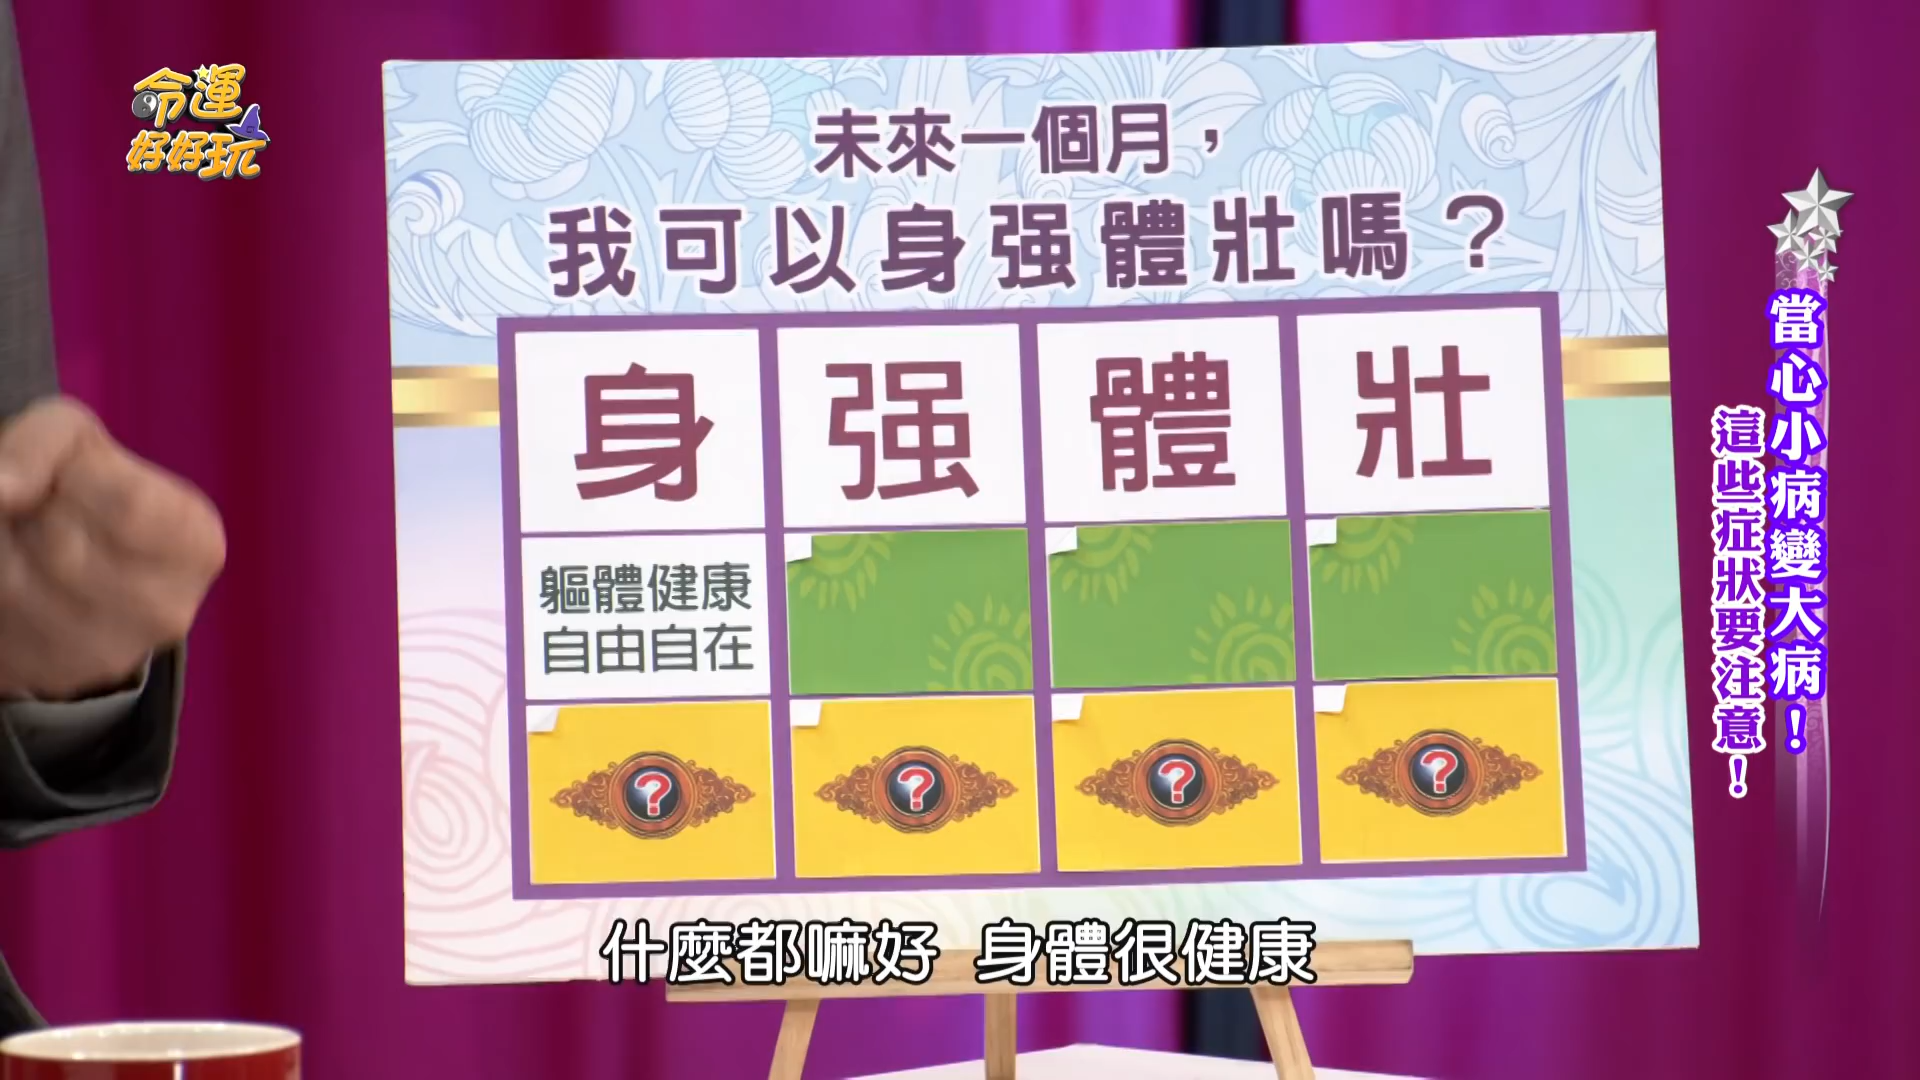 命運
好好玩
未來一個月，
我可以身强體壯嗎？
身 强 體 壯
軀體健康
自由自在
? ? ? ?
當心小病變大病！
這些症狀要注意！
什麼都嘛好 身體很健康